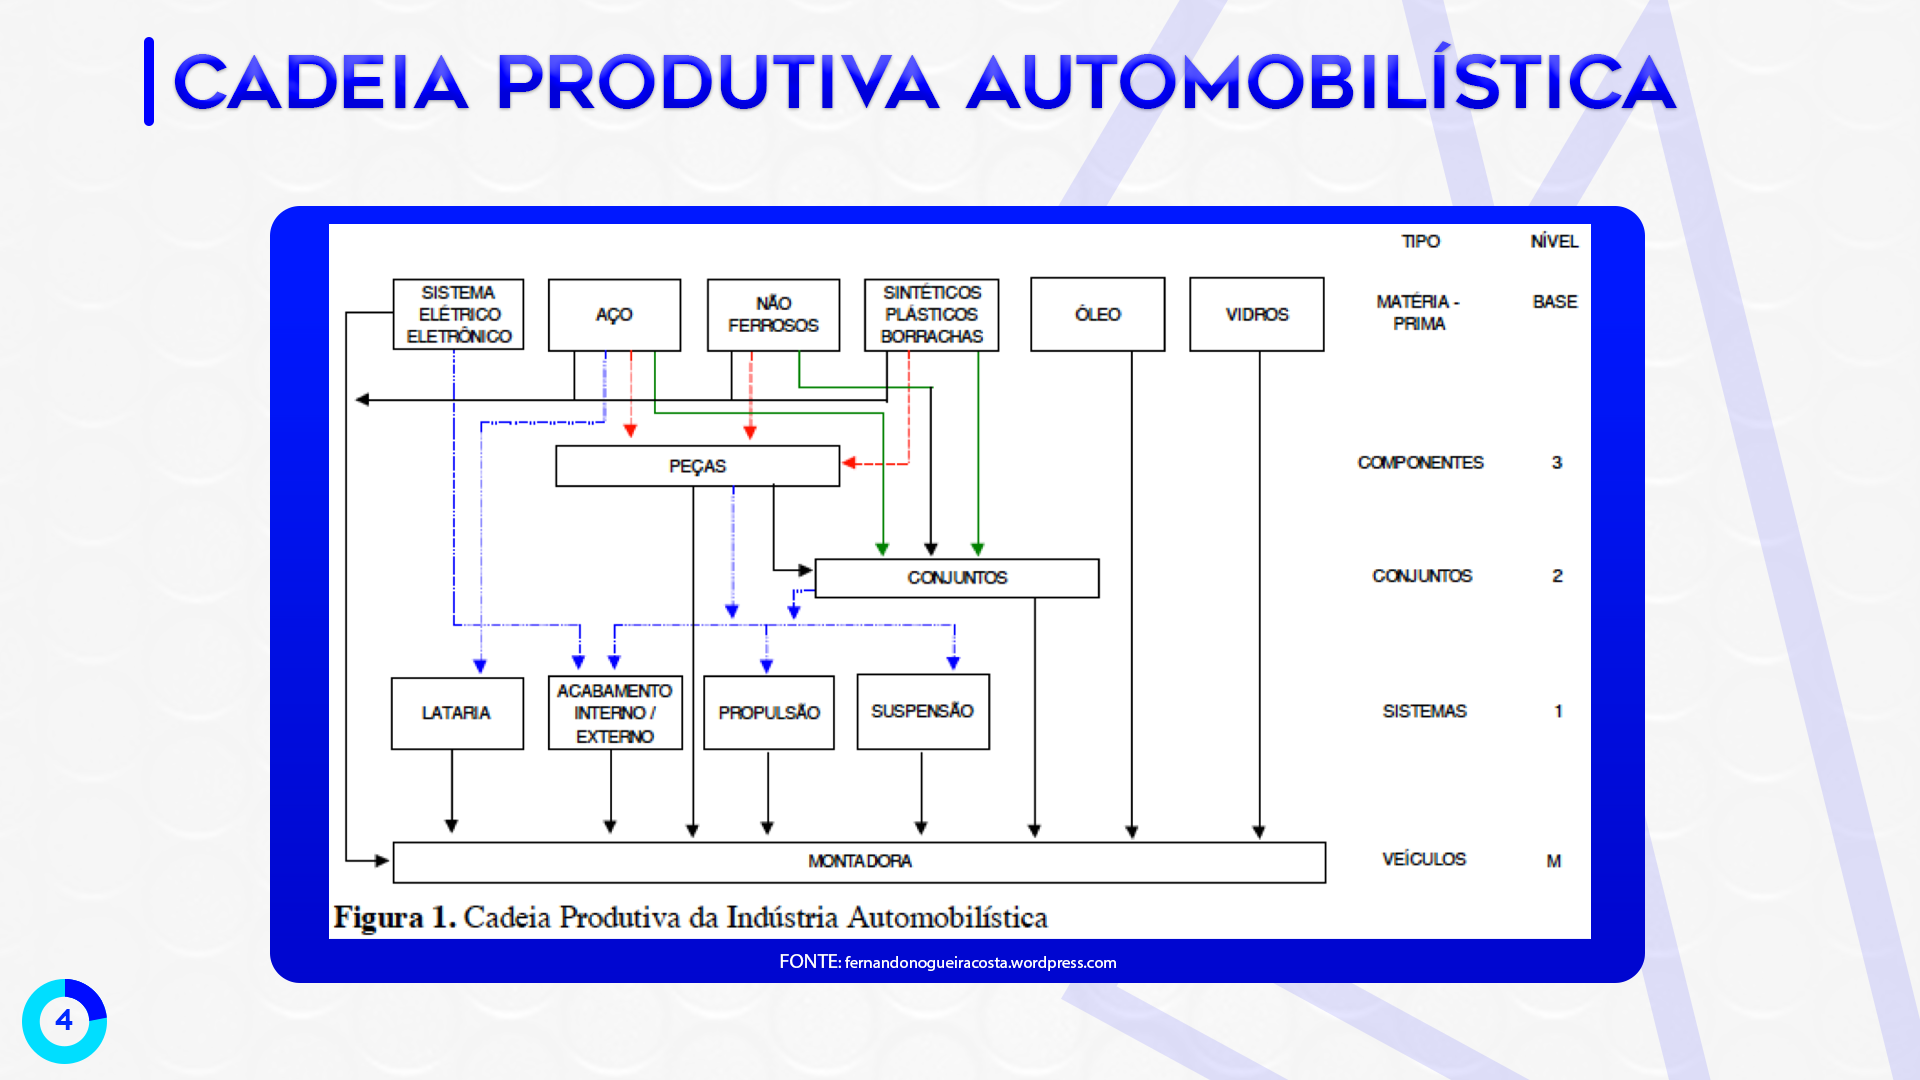 CADEIA PRODUTIVA AUTOMOBILÍSTICA
TIPO NÍVEL
SISTEMA
ELÉTRICO
ELETRÔNICO
AÇO
NÃO
FERROSOS
SINTÉTICOS
PLÁSTICOS
BORRACHAS
ÓLEO
VIDROS
MATÉRIA -
PRIMA
BASE
PEÇAS
COMPONENTES 3
CONJUNTOS
CONJUNTOS 2
LATARIA
ACABAMENTO
INTERNO /
EXTERNO
PROPULSÃO
SUSPENSÃO
SISTEMAS 1
MONTADORA
VEÍCULOS M
Figura 1. Cadeia Produtiva da Indústria Automobilística
FONTE: fernandonogueiracosta.wordpress.com
4